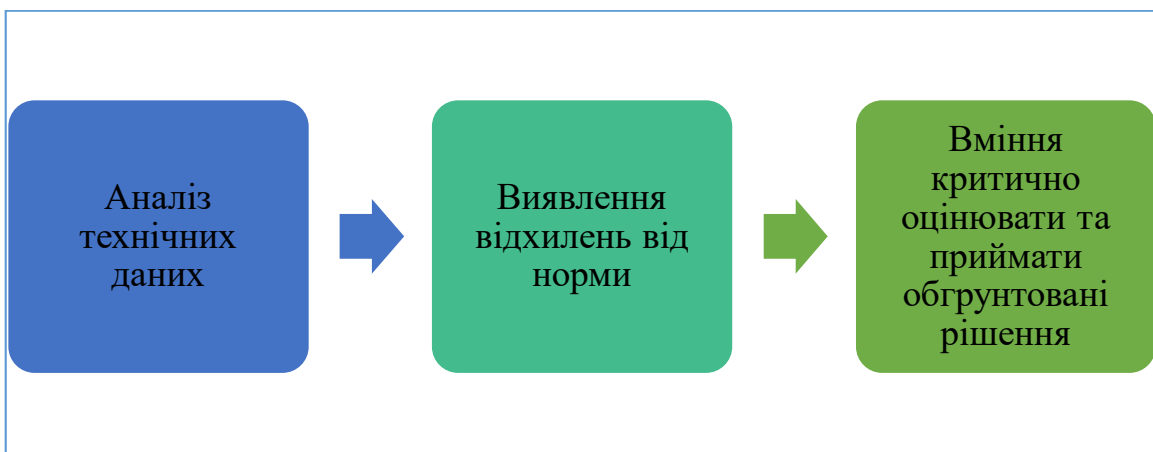 Аналіз
технічних
даних
Виявлення
відхилень від
норми
Вміння
критично
оцінювати та
приймати
обгрунтовані
рішення